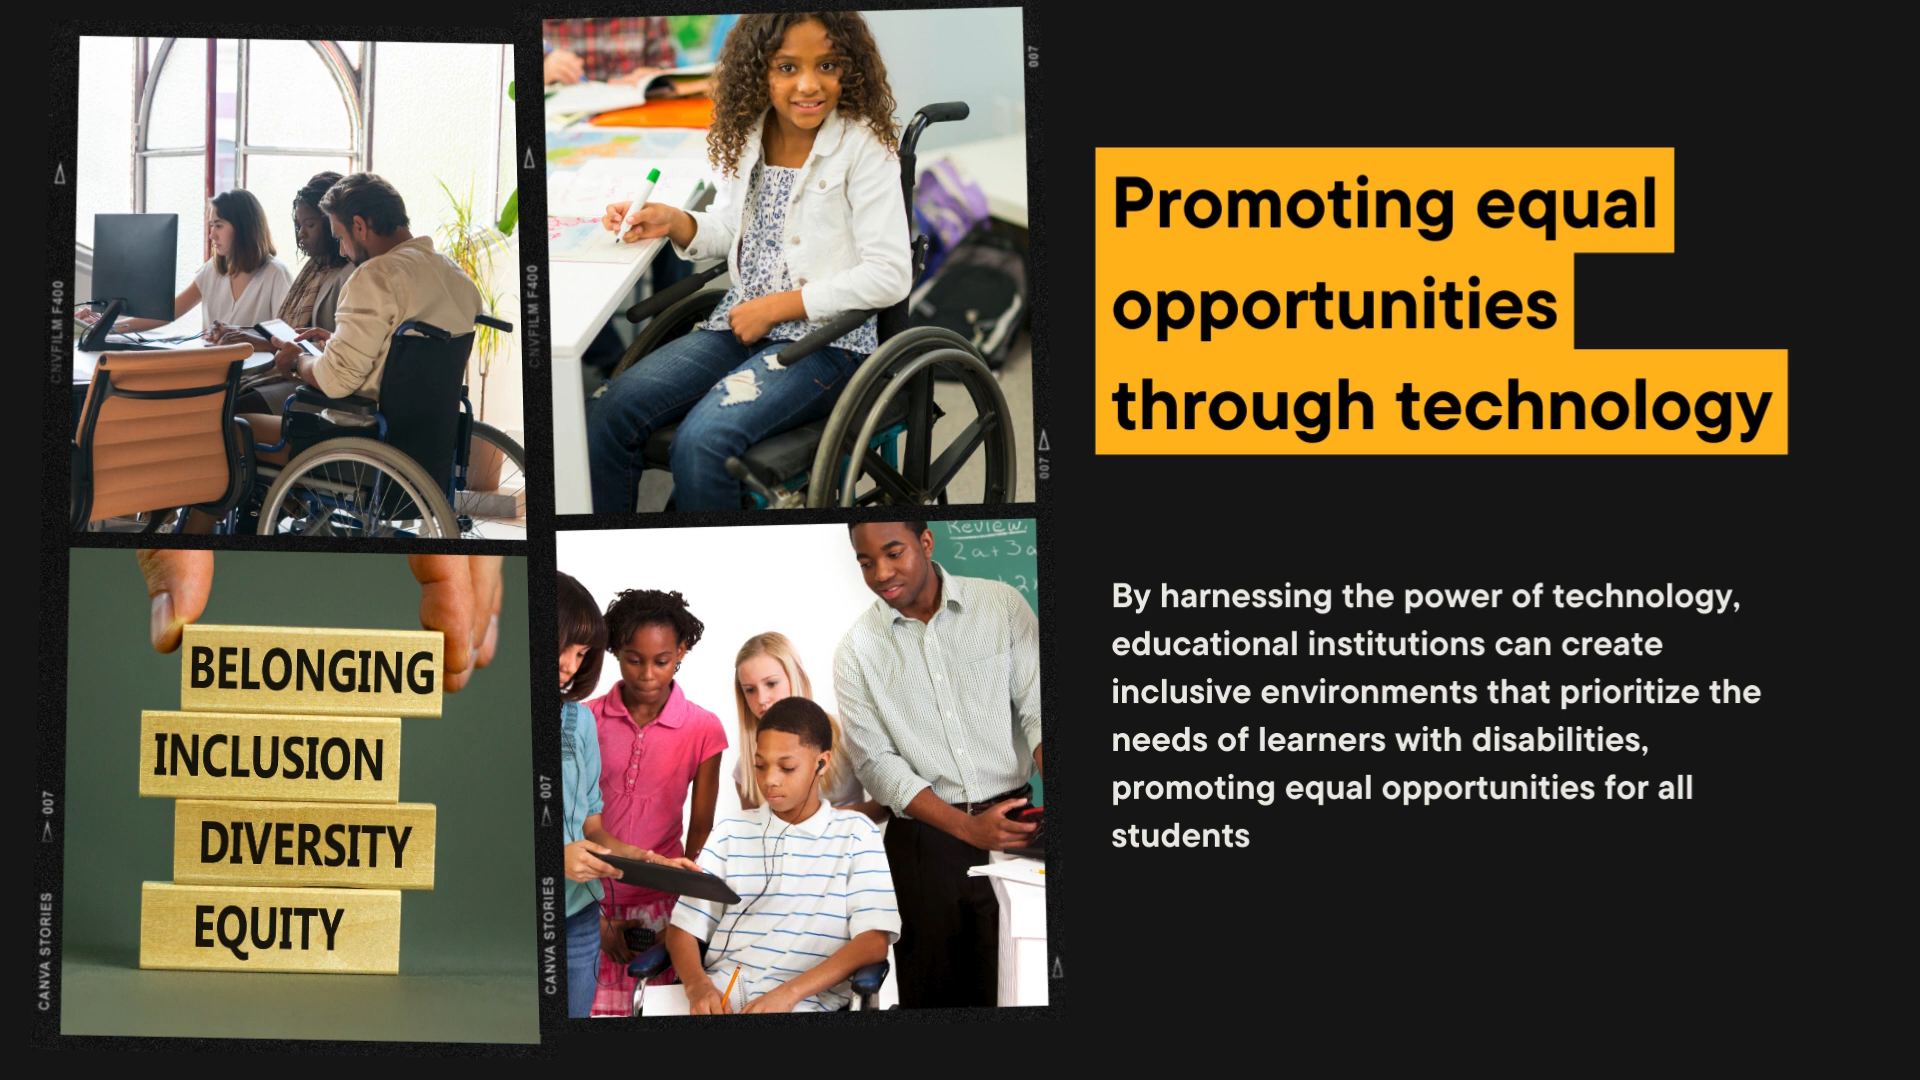 Promoting equal
opportunities
through technology
By harnessing the power of technology,
educational institutions can create
inclusive environments that prioritize the
needs of learners with disabilities,
promoting equal opportunities for all
students
BELONGING
INCLUSION
DIVERSITY
EQUITY
Review
2a+3a
CNVFILM F400
CNVFILM F400
007
007
007
007
CANVA STORIES
CANVA STORIES